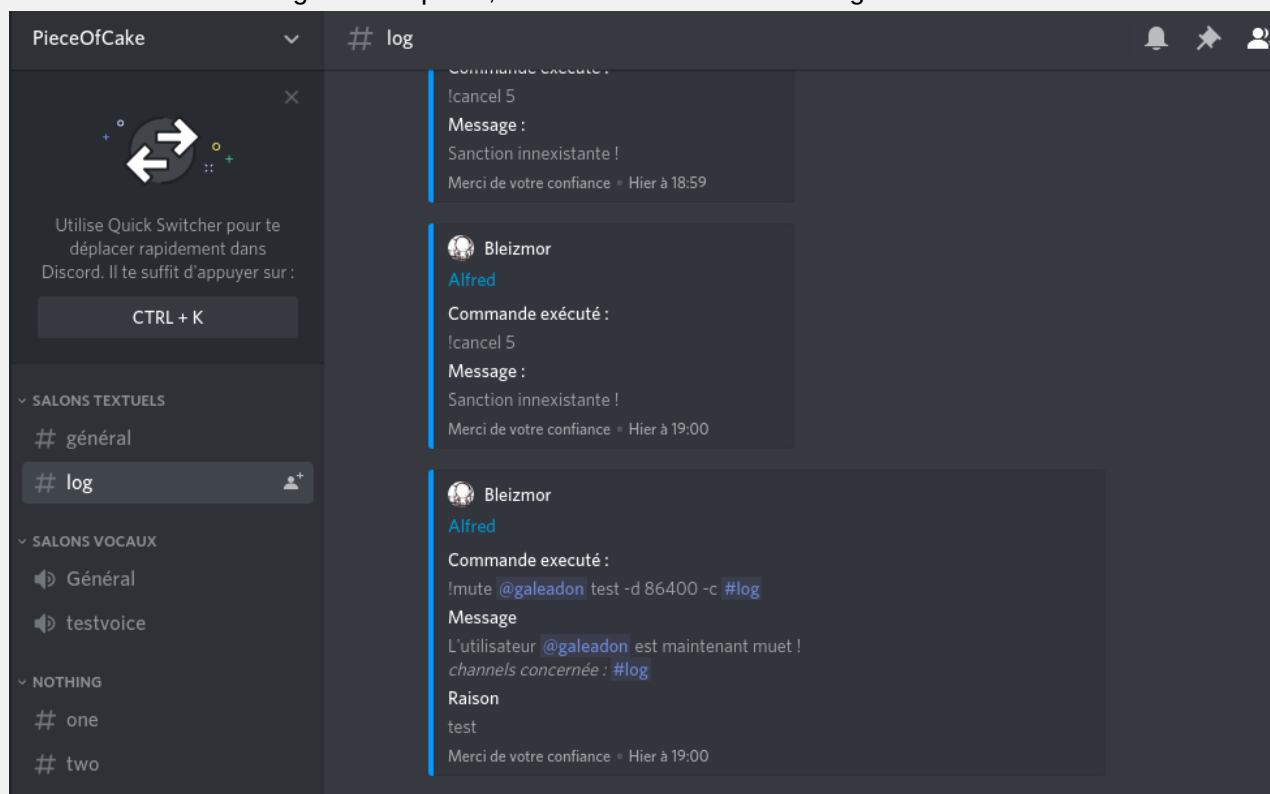 PieceOfCake
# log
Commande executé :
!cancel 5
Message :
Sanction innexistante !
Merci de votre confiance • Hier à 18:59
Utilise Quick Switcher pour te
déplacer rapidement dans
Discord. Il te suffit d'appuyer sur :
CTRL + K
Bleizmor
Alfred
Commande exécuté :
!cancel 5
Message :
Sanction innexistante !
Merci de votre confiance • Hier à 19:00
SALONS TEXTUELS
# général
# log
SALONS VOCAUX
Général
testvoice
NOTHING
# one
# two
Bleizmor
Alfred
Commande executé :
!mute @galeadon test -d 86400 -c #log
Message
L'utilisateur @galeadon est maintenant muet !
channels concernée : #log
Raison
test
Merci de votre confiance • Hier à 19:00